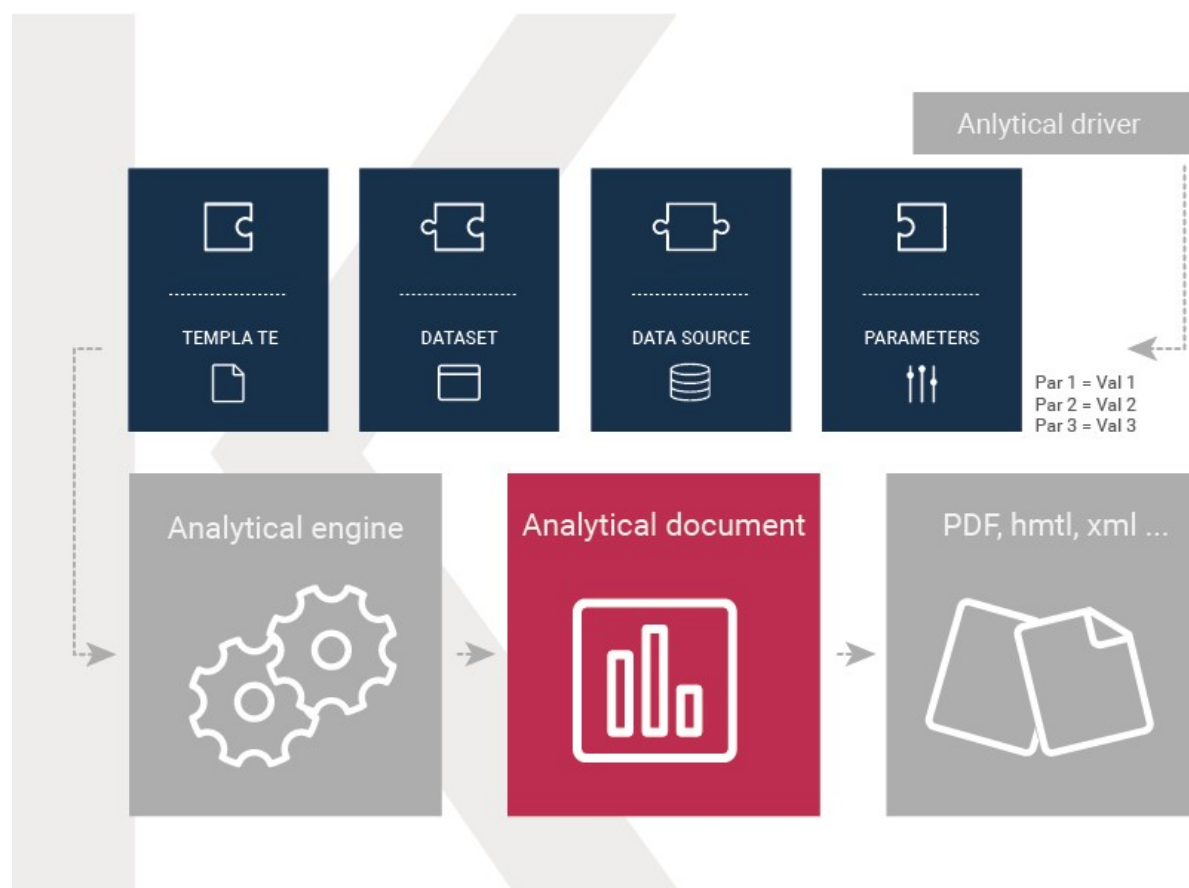 Anlytical driver
TEMPLA TE
DATASET
DATA SOURCE
PARAMETERS
Par 1 = Val 1
Par 2 = Val 2
Par 3 = Val 3
Analytical engine
Analytical document
PDF, hmtl, xml ...